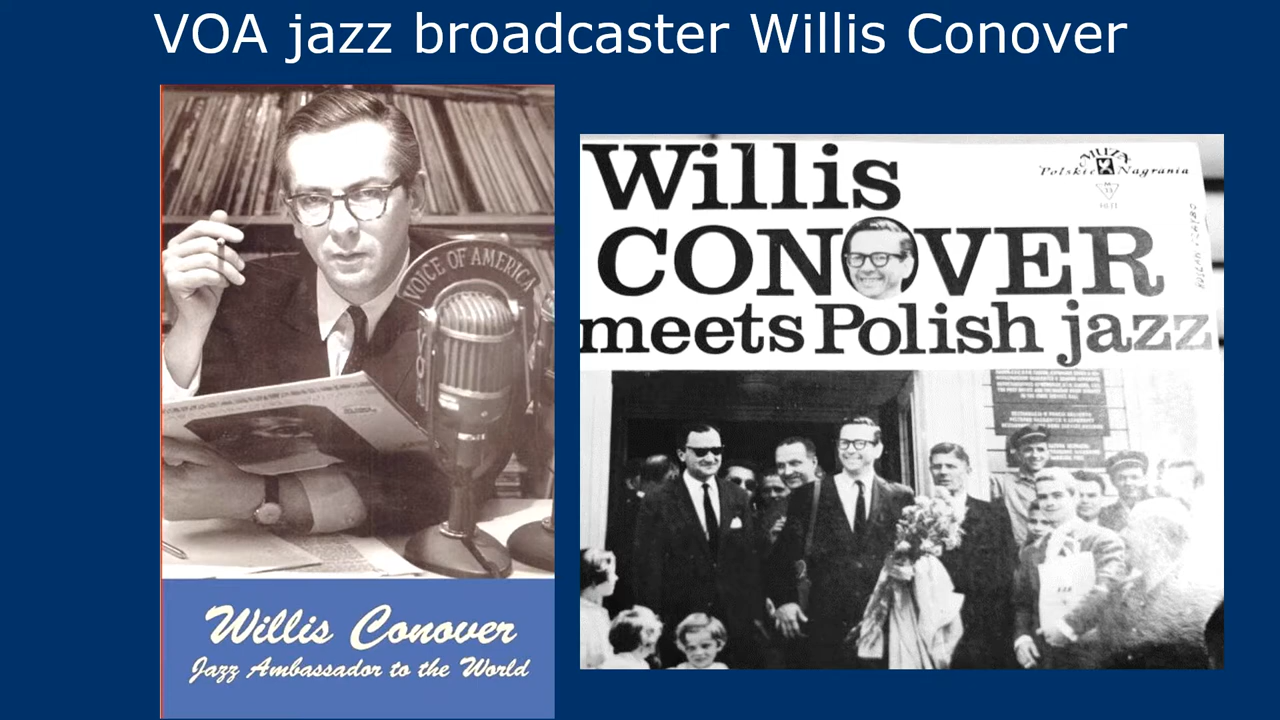 VOA jazz broadcaster Willis Conover
VOICE OF AMERICA
Willis Conover
Jazz Ambassador to the World
Willis
CONOVER
meets Polish jazz
MUZA
Polskie Nagrania